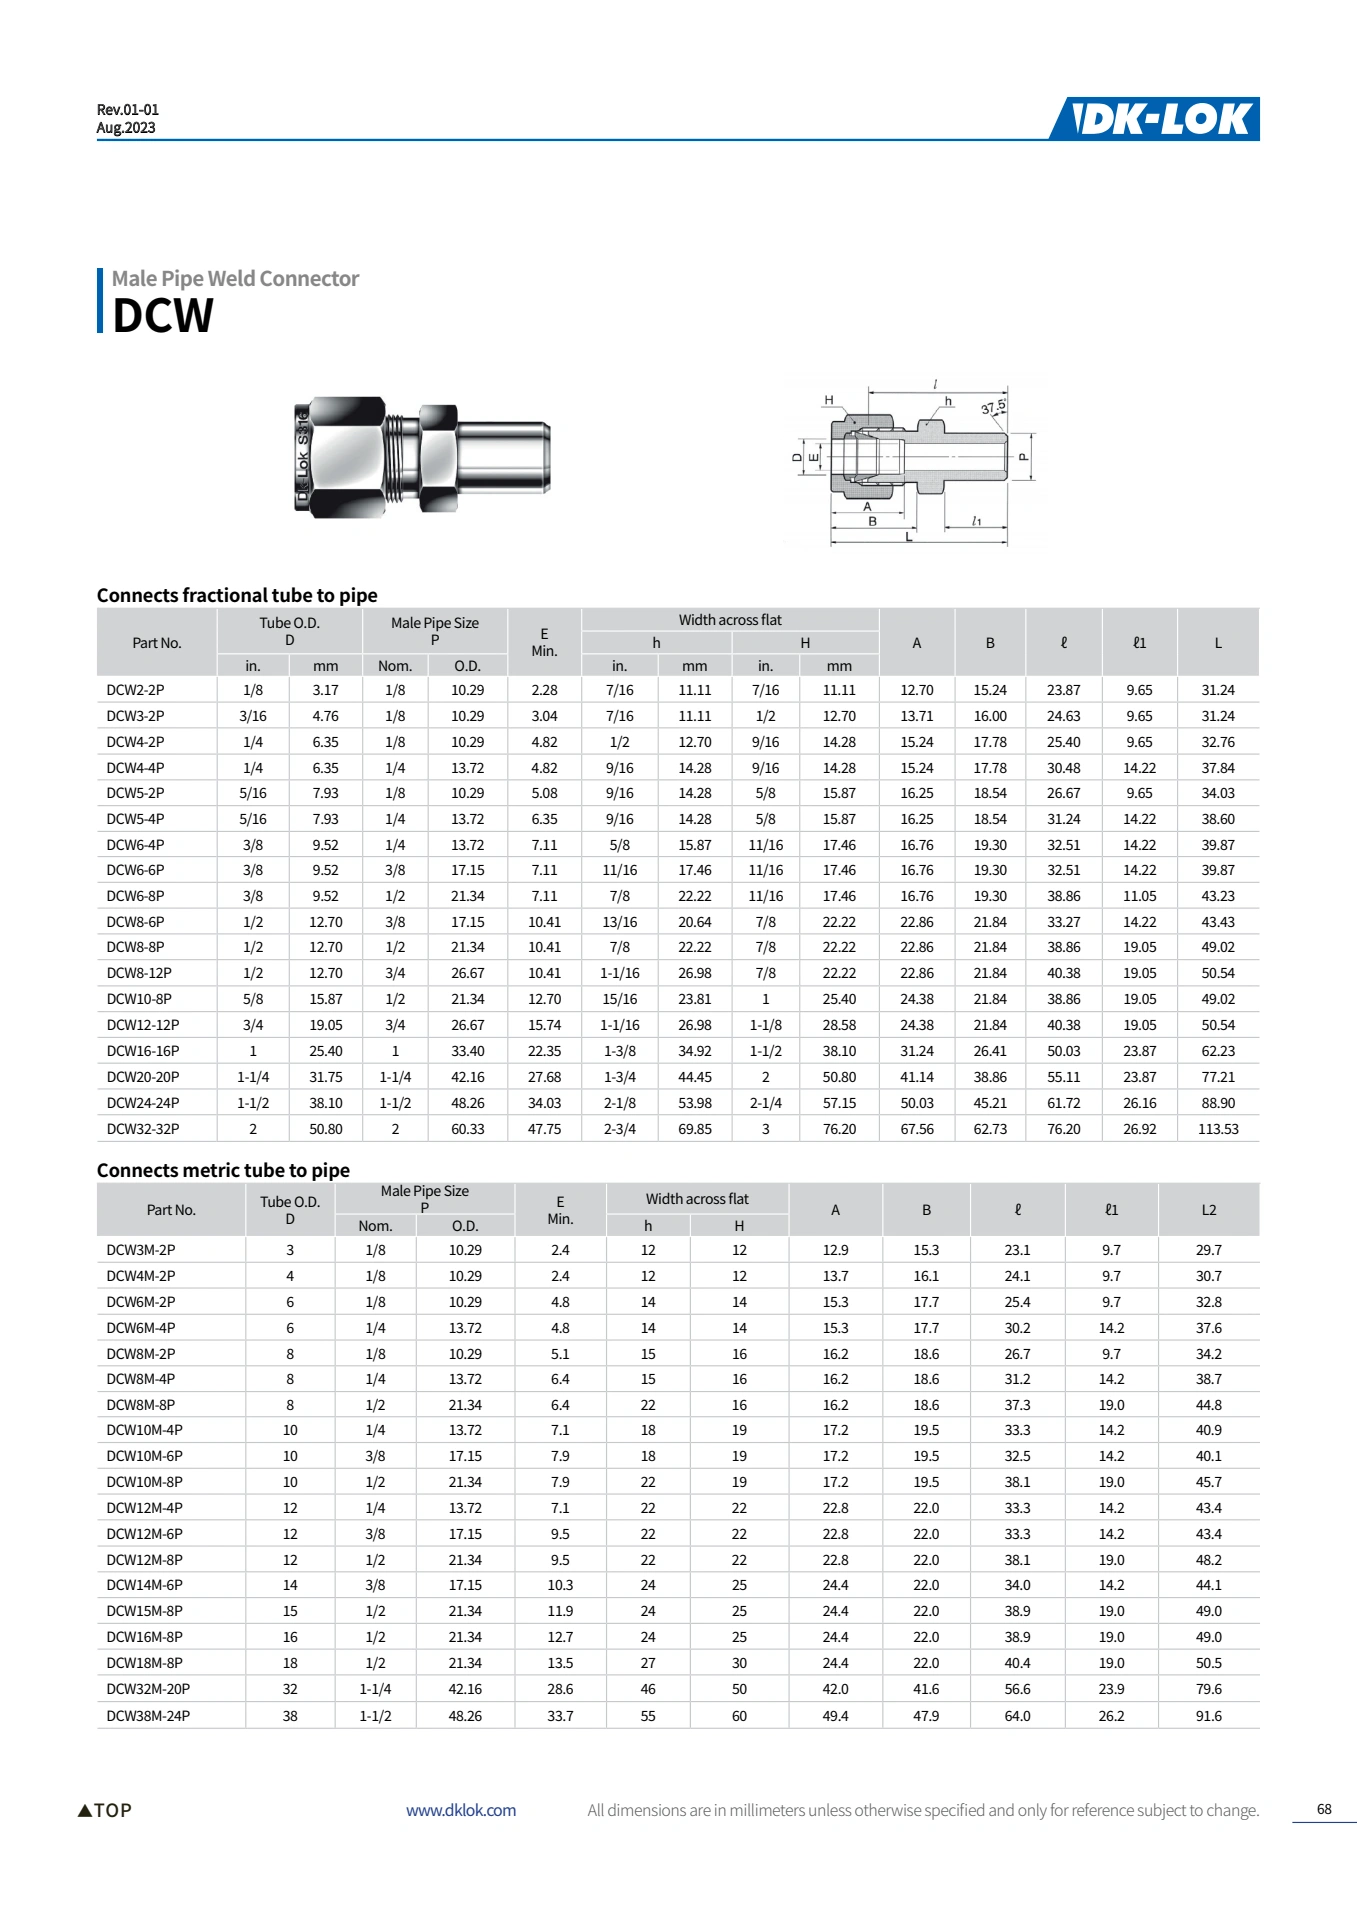 Rev.01-01
Aug.2023
DK-LOK
Male Pipe Weld Connector
DCW
DK-Lok S316
l
H h 37.5°
D E P
A
B l1
L
Connects fractional tube to pipe
Part No. Tube O.D. D Male Pipe Size P E Min. Width across flat A B ℓ ℓ1 L
h H
in. mm Nom. O.D. in. mm in. mm
DCW2-2P 1/8 3.17 1/8 10.29 2.28 7/16 11.11 7/16 11.11 12.70 15.24 23.87 9.65 31.24
DCW3-2P 3/16 4.76 1/8 10.29 3.04 7/16 11.11 1/2 12.70 13.71 16.00 24.63 9.65 31.24
DCW4-2P 1/4 6.35 1/8 10.29 4.82 1/2 12.70 9/16 14.28 15.24 17.78 25.40 9.65 32.76
DCW4-4P 1/4 6.35 1/4 13.72 4.82 9/16 14.28 9/16 14.28 15.24 17.78 30.48 14.22 37.84
DCW5-2P 5/16 7.93 1/8 10.29 5.08 9/16 14.28 5/8 15.87 16.25 18.54 26.67 9.65 34.03
DCW5-4P 5/16 7.93 1/4 13.72 6.35 9/16 14.28 5/8 15.87 16.25 18.54 31.24 14.22 38.60
DCW6-4P 3/8 9.52 1/4 13.72 7.11 5/8 15.87 11/16 17.46 16.76 19.30 32.51 14.22 39.87
DCW6-6P 3/8 9.52 3/8 17.15 7.11 11/16 17.46 11/16 17.46 16.76 19.30 32.51 14.22 39.87
DCW6-8P 3/8 9.52 1/2 21.34 7.11 7/8 22.22 11/16 17.46 16.76 19.30 38.86 11.05 43.23
DCW8-6P 1/2 12.70 3/8 17.15 10.41 13/16 20.64 7/8 22.22 22.86 21.84 33.27 14.22 43.43
DCW8-8P 1/2 12.70 1/2 21.34 10.41 7/8 22.22 7/8 22.22 22.86 21.84 38.86 19.05 49.02
DCW8-12P 1/2 12.70 3/4 26.67 10.41 1-1/16 26.98 7/8 22.22 22.86 21.84 40.38 19.05 50.54
DCW10-8P 5/8 15.87 1/2 21.34 12.70 15/16 23.81 1 25.40 24.38 21.84 38.86 19.05 49.02
DCW12-12P 3/4 19.05 3/4 26.67 15.74 1-1/16 26.98 1-1/8 28.58 24.38 21.84 40.38 19.05 50.54
DCW16-16P 1 25.40 1 33.40 22.35 1-3/8 34.92 1-1/2 38.10 31.24 26.41 50.03 23.87 62.23
DCW20-20P 1-1/4 31.75 1-1/4 42.16 27.68 1-3/4 44.45 2 50.80 41.14 38.86 55.11 23.87 77.21
DCW24-24P 1-1/2 38.10 1-1/2 48.26 34.03 2-1/8 53.98 2-1/4 57.15 50.03 45.21 61.72 26.16 88.90
DCW32-32P 2 50.80 2 60.33 47.75 2-3/4 69.85 3 76.20 67.56 62.73 76.20 26.92 113.53
Connects metric tube to pipe
Part No. Tube O.D. D Male Pipe Size P E Min. Width across flat A B ℓ ℓ1 L2
Nom. O.D. h H
DCW3M-2P 3 1/8 10.29 2.4 12 12 12.9 15.3 23.1 9.7 29.7
DCW4M-2P 4 1/8 10.29 2.4 12 12 13.7 16.1 24.1 9.7 30.7
DCW6M-2P 6 1/8 10.29 4.8 14 14 15.3 17.7 25.4 9.7 32.8
DCW6M-4P 6 1/4 13.72 4.8 14 14 15.3 17.7 30.2 14.2 37.6
DCW8M-2P 8 1/8 10.29 5.1 15 16 16.2 18.6 26.7 9.7 34.2
DCW8M-4P 8 1/4 13.72 6.4 15 16 16.2 18.6 31.2 14.2 38.7
DCW8M-8P 8 1/2 21.34 6.4 22 16 16.2 18.6 37.3 19.0 44.8
DCW10M-4P 10 1/4 13.72 7.1 18 19 17.2 19.5 33.3 14.2 40.9
DCW10M-6P 10 3/8 17.15 7.9 18 19 17.2 19.5 32.5 14.2 40.1
DCW10M-8P 10 1/2 21.34 7.9 22 19 17.2 19.5 38.1 19.0 45.7
DCW12M-4P 12 1/4 13.72 7.1 22 22 22.8 22.0 33.3 14.2 43.4
DCW12M-6P 12 3/8 17.15 9.5 22 22 22.8 22.0 33.3 14.2 43.4
DCW12M-8P 12 1/2 21.34 9.5 22 22 22.8 22.0 38.1 19.0 48.2
DCW14M-6P 14 3/8 17.15 10.3 24 25 24.4 22.0 34.0 14.2 44.1
DCW15M-8P 15 1/2 21.34 11.9 24 25 24.4 22.0 38.9 19.0 49.0
DCW16M-8P 16 1/2 21.34 12.7 24 25 24.4 22.0 38.9 19.0 49.0
DCW18M-8P 18 1/2 21.34 13.5 27 30 24.4 22.0 40.4 19.0 50.5
DCW32M-20P 32 1-1/4 42.16 28.6 46 50 42.0 41.6 56.6 23.9 79.6
DCW38M-24P 38 1-1/2 48.26 33.7 55 60 49.4 47.9 64.0 26.2 91.6
▲TOP www.dklok.com All dimensions are in millimeters unless otherwise specified and only for reference subject to change. 68